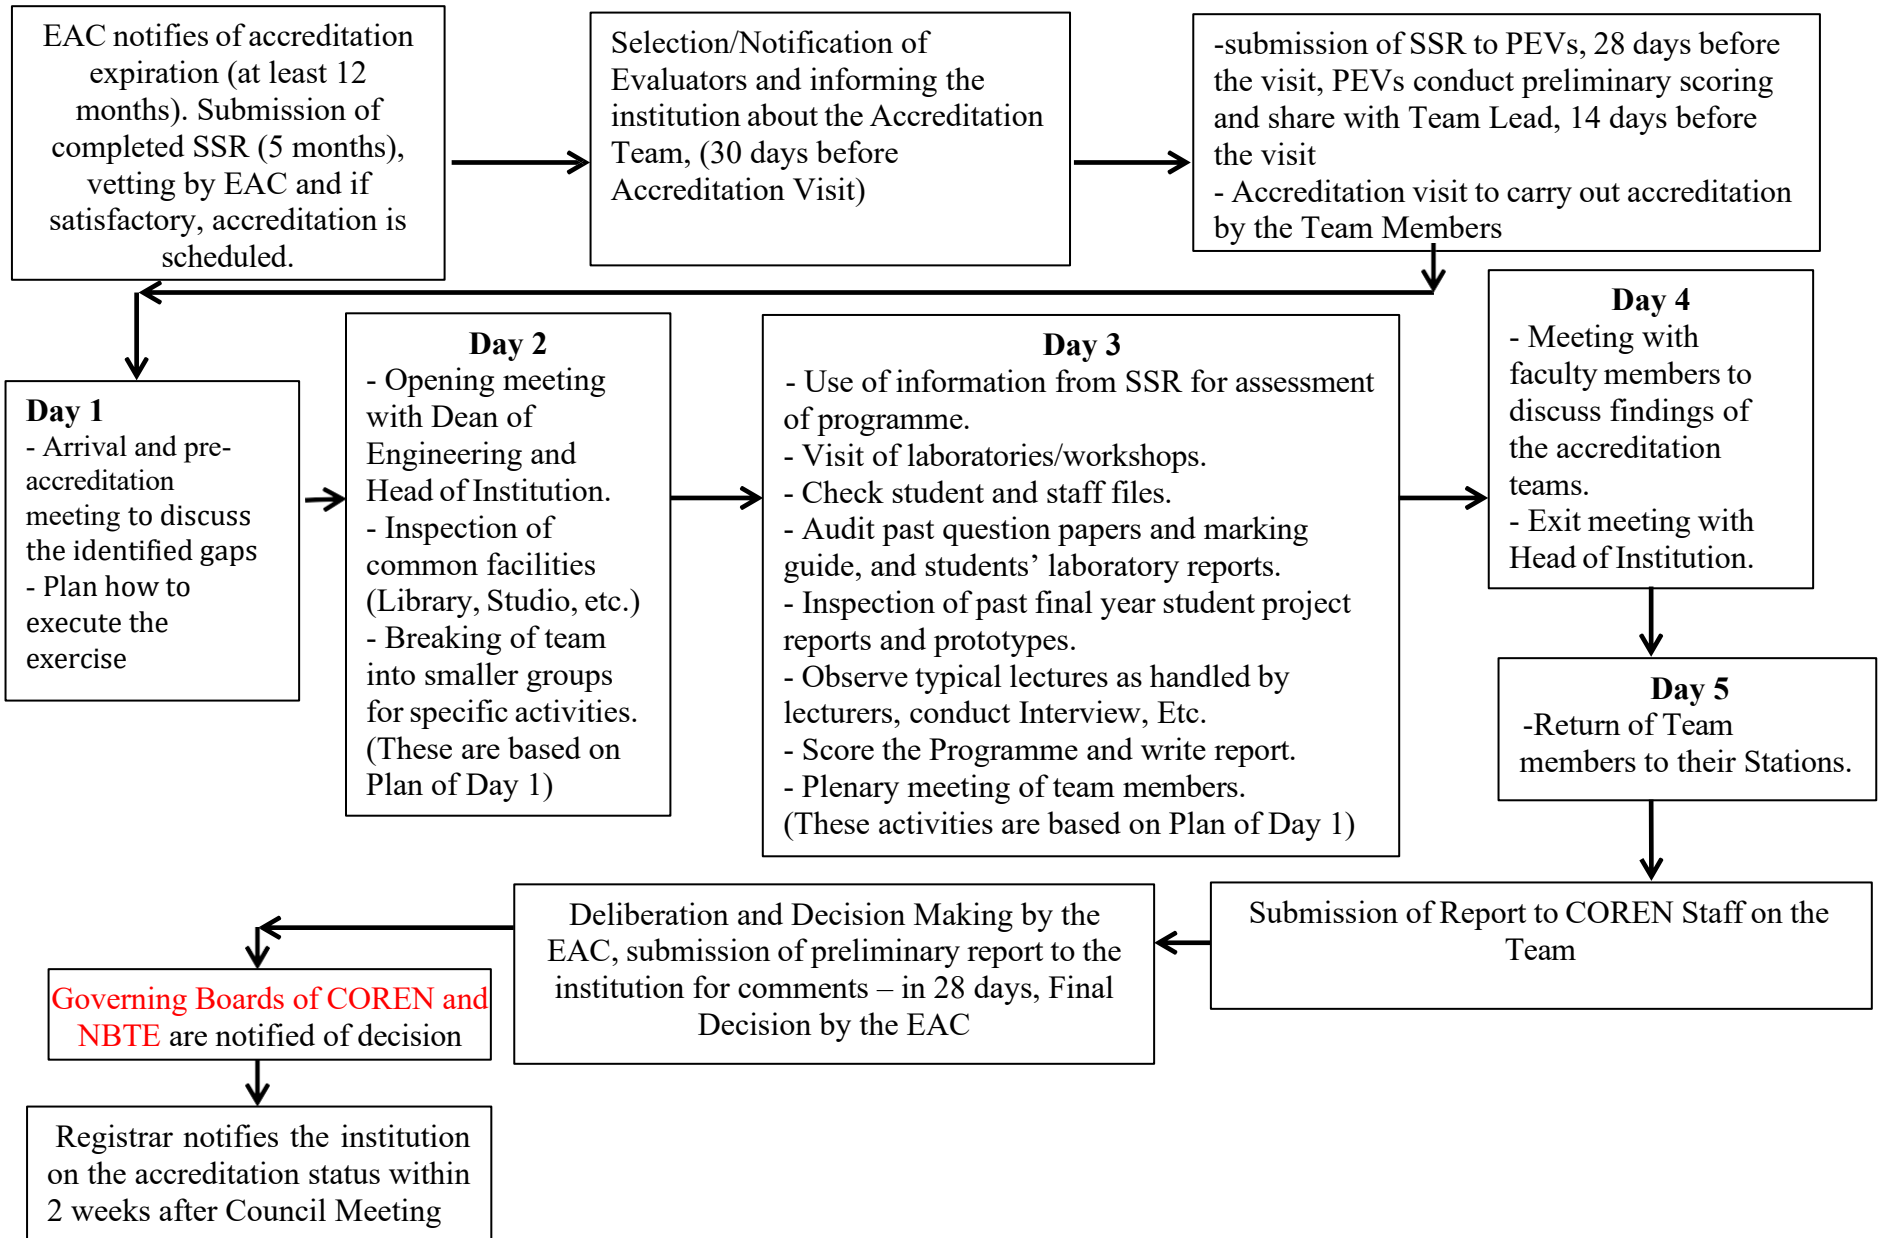 EAC notifies of accreditation
expiration (at least 12
months). Submission of
completed SSR (5 months),
vetting by EAC and if
satisfactory, accreditation is
scheduled.
Selection/Notification of
Evaluators and informing the
institution about the Accreditation
Team, (30 days before
Accreditation Visit)
-submission of SSR to PEVs, 28 days before
the visit, PEVs conduct preliminary scoring
and share with Team Lead, 14 days before
the visit
- Accreditation visit to carry out accreditation
by the Team Members
Day 1
- Arrival and pre-
accreditation
meeting to discuss
the identified gaps
- Plan how to
execute the
exercise
Day 2
- Opening meeting
with Dean of
Engineering and
Head of Institution.
- Inspection of
common facilities
(Library, Studio, etc.)
- Breaking of team
into smaller groups
for specific activities.
(These are based on
Plan of Day 1)
Day 3
- Use of information from SSR for assessment
of programme.
- Visit of laboratories/workshops.
- Check student and staff files.
- Audit past question papers and marking
guide, and students’ laboratory reports.
- Inspection of past final year student project
reports and prototypes.
- Observe typical lectures as handled by
lecturers, conduct Interview, Etc.
- Score the Programme and write report.
- Plenary meeting of team members.
(These activities are based on Plan of Day 1)
Day 4
- Meeting with
faculty members to
discuss findings of
the accreditation
teams.
- Exit meeting with
Head of Institution.
Day 5
-Return of Team
members to their Stations.
Submission of Report to COREN Staff on the
Team
Deliberation and Decision Making by the
EAC, submission of preliminary report to the
institution for comments – in 28 days, Final
Decision by the EAC
Governing Boards of COREN and
NBTE are notified of decision
Registrar notifies the institution
on the accreditation status within
2 weeks after Council Meeting